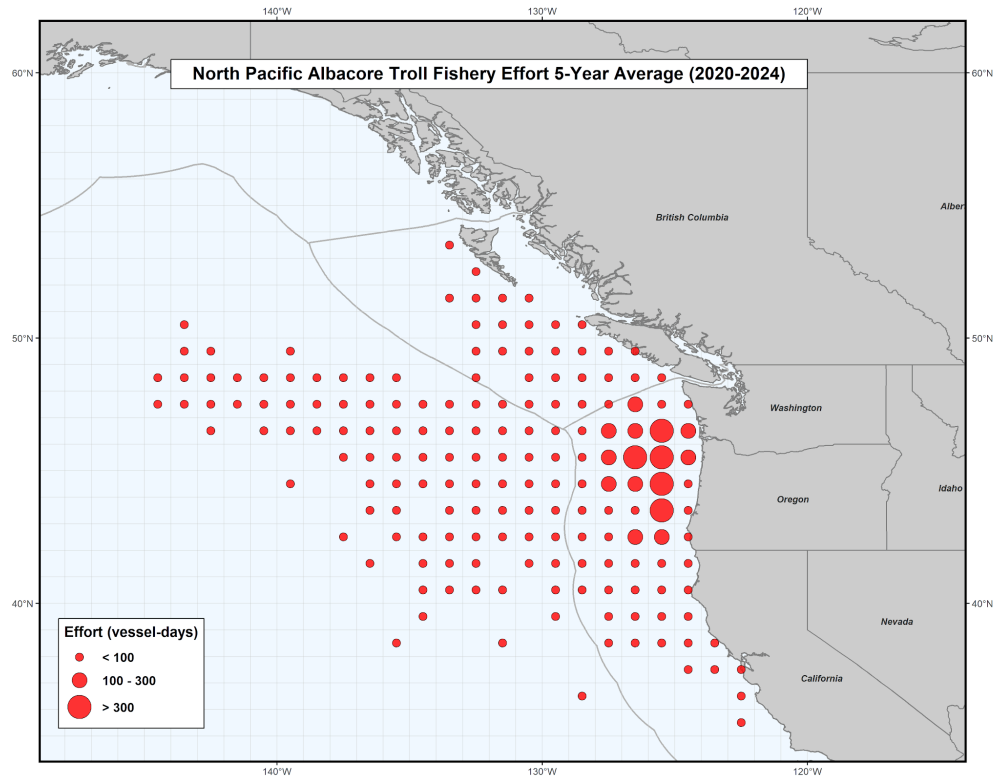 140°W 130°W 120°W
60°N 60°N
North Pacific Albacore Troll Fishery Effort 5-Year Average (2020-2024)
British Columbia
Alber
50°N 50°N
Washington
Idaho
Oregon
40°N 40°N
Nevada
California
Effort (vessel-days)
< 100
100 - 300
> 300
140°W 130°W 120°W